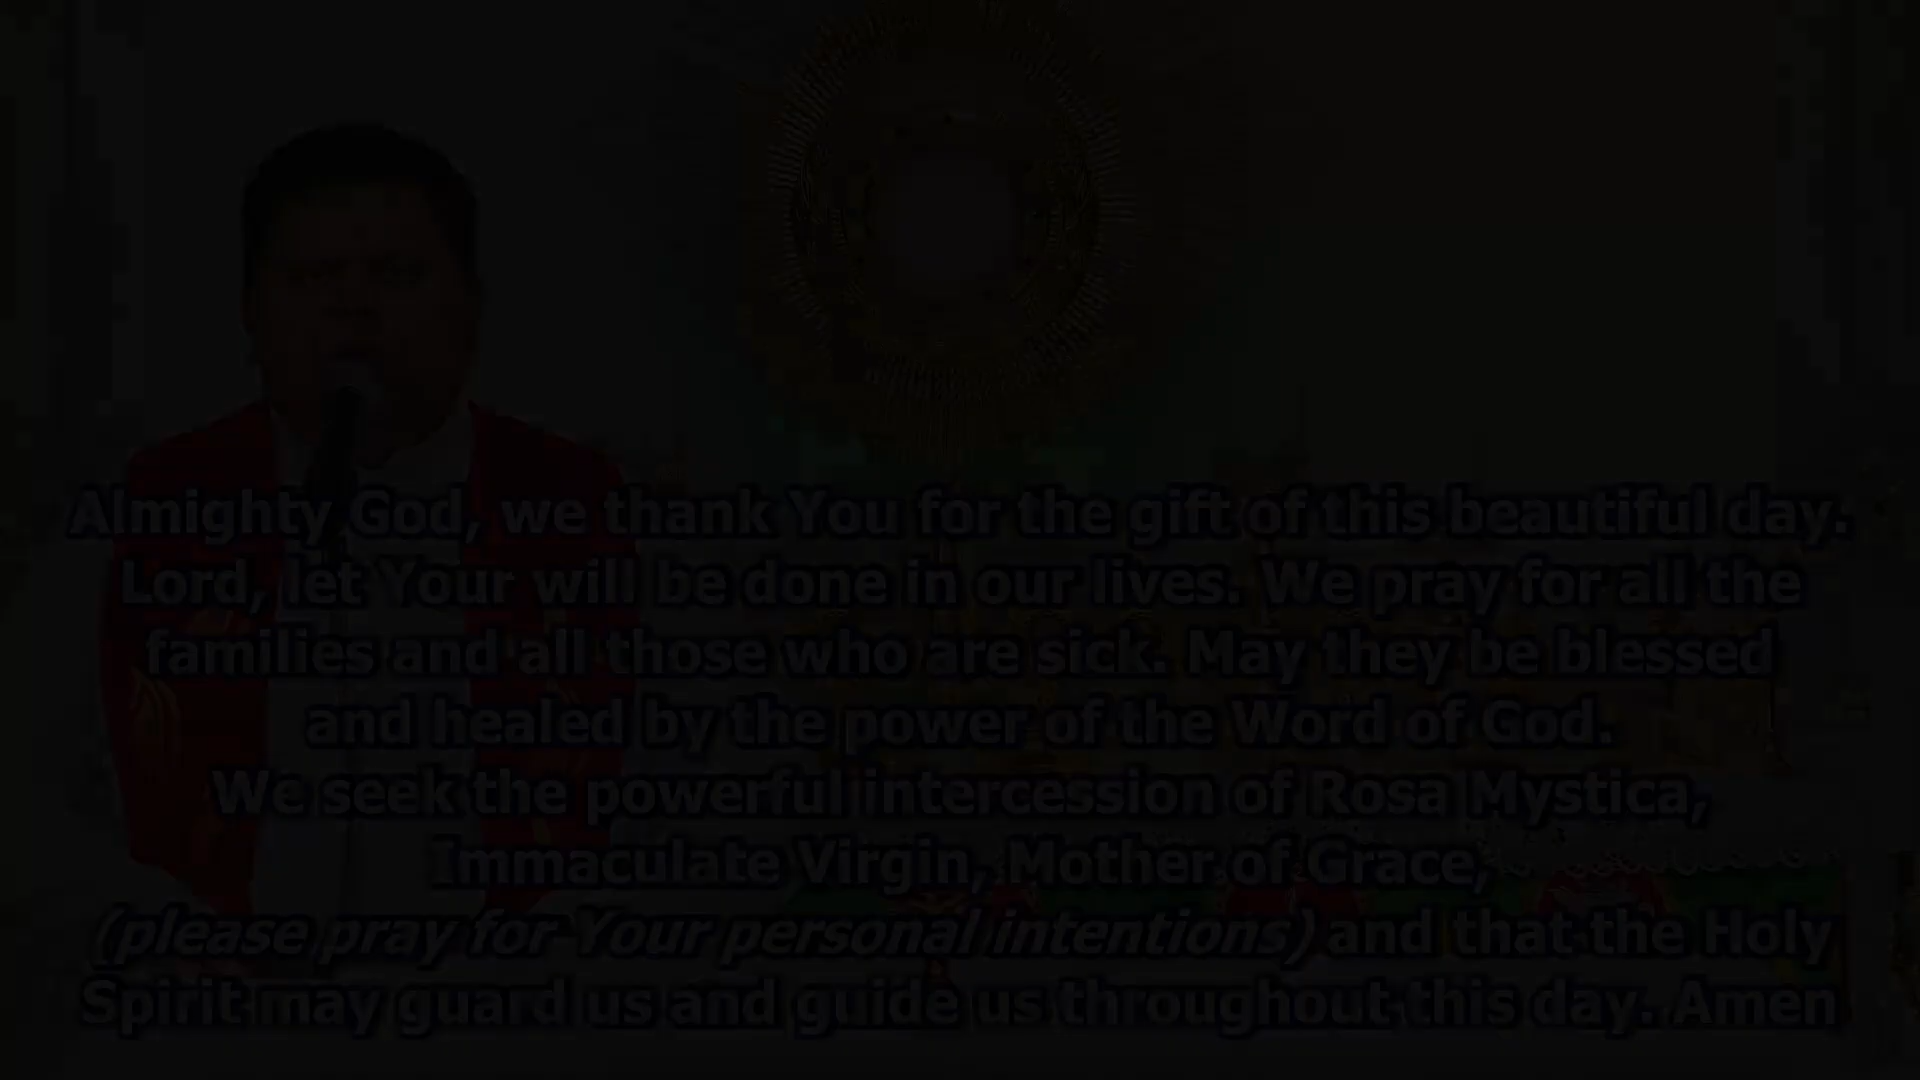 Almighty God, we thank You for the gift of this beautiful day.
Lord, let Your will be done in our lives. We pray for all the
families and all those who are sick. May they be blessed
and healed by the power of the Word of God.
We seek the powerful intercession of Rosa Mystica,
Immaculate Virgin, Mother of Grace,
(please pray for Your personal intentions) and that the Holy
Spirit may guard us and guide us throughout this day. Amen